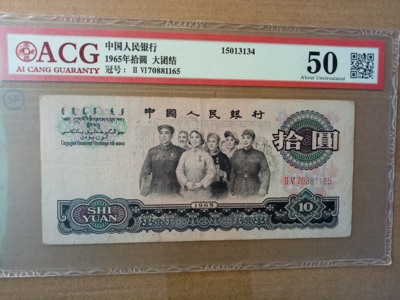 ACG
AI CANG GUARANTY
中国人民银行
1965年拾圆 大团结
冠号: II VI70881165
15013134
50
About Uncirculated
中國人民銀行
拾圓
II VI 70881165
SHI
YUAN
1965
10